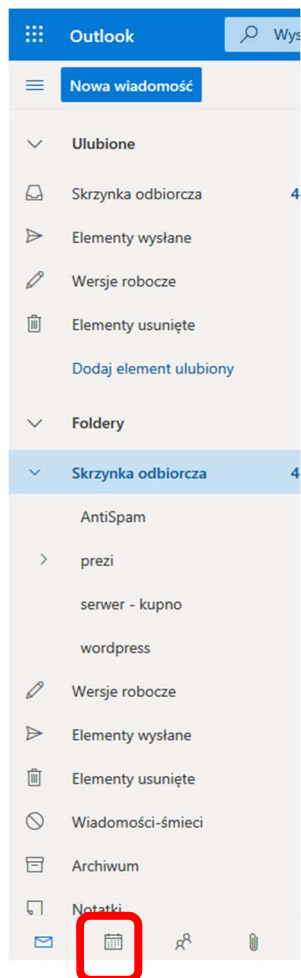 Outlook
Wys
Nowa wiadomość
Ulubione
Skrzynka odbiorcza 4
Elementy wysłane
Wersje robocze
Elementy usunięte
Dodaj element ulubiony
Foldery
Skrzynka odbiorcza 4
AntiSpam
prezi
serwer - kupno
wordpress
Wersje robocze
Elementy wysłane
Elementy usunięte
Wiadomości-śmieci
Archiwum
Notatki